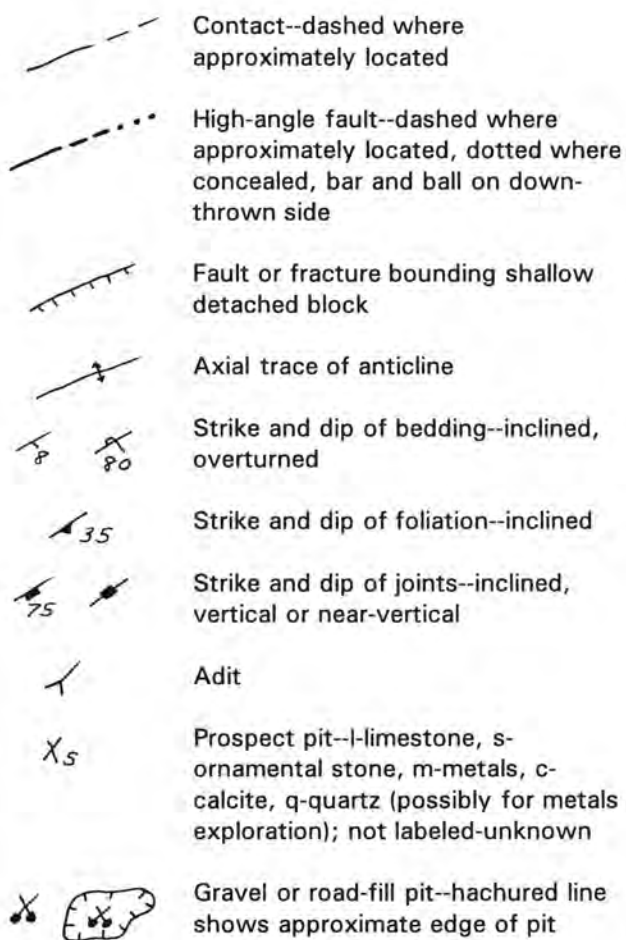 Contact--dashed where
approximately located
High-angle fault--dashed where
approximately located, dotted where
concealed, bar and ball on down-
thrown side
Fault or fracture bounding shallow
detached block
Axial trace of anticline
8 80 Strike and dip of bedding--inclined,
overturned
35 Strike and dip of foliation--inclined
75 Strike and dip of joints--inclined,
vertical or near-vertical
Adit
X s Prospect pit--l-limestone, s-
ornamental stone, m-metals, c-
calcite, q-quartz (possibly for metals
exploration); not labeled-unknown
Gravel or road-fill pit--hachured line
shows approximate edge of pit